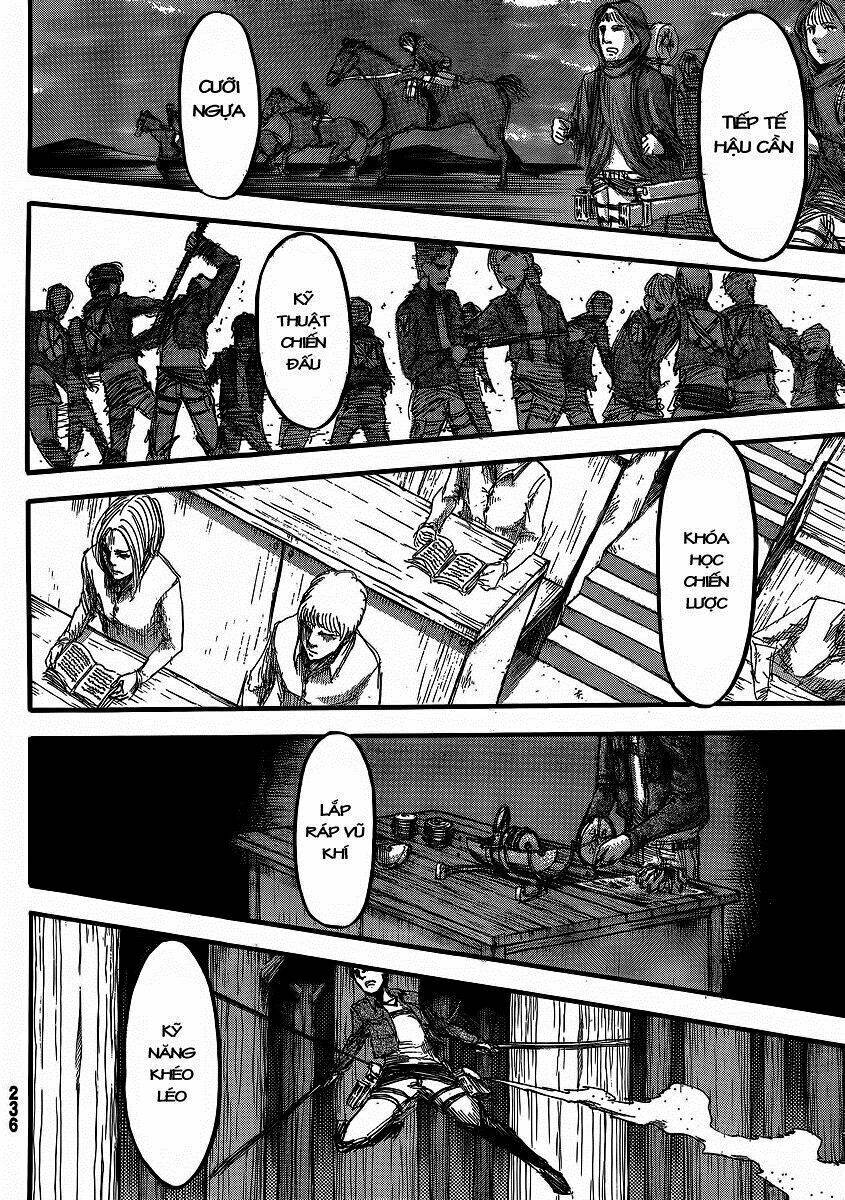 TIẾP TẾ
HẬU CẦN
CƯỠI
NGỰA
KỸ
THUẬT
CHIẾN
ĐẤU
KHÓA
HỌC
CHIẾN
LƯỢC
LẮP
RÁP VŨ
KHÍ
KỸ
NĂNG
KHÉO
LÉO
236